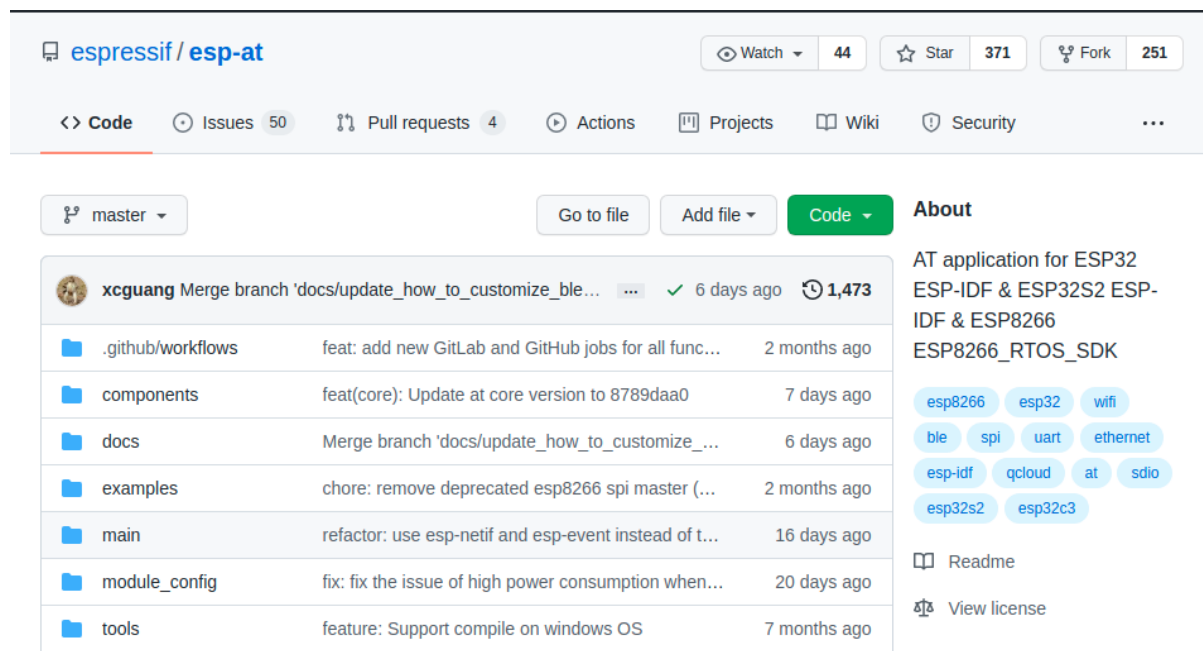 espressif / esp-at
Watch 44 Star 371 Fork 251
Code Issues 50 Pull requests 4 Actions Projects Wiki Security ...
master Go to file Add file Code
xcguang Merge branch 'docs/update_how_to_customize_ble... ... 6 days ago 1,473
.github/workflows feat: add new GitLab and GitHub jobs for all func... 2 months ago
components feat(core): Update at core version to 8789daa0 7 days ago
docs Merge branch 'docs/update_how_to_customize_... 6 days ago
examples chore: remove deprecated esp8266 spi master (... 2 months ago
main refactor: use esp-netif and esp-event instead of t... 16 days ago
module_config fix: fix the issue of high power consumption when... 20 days ago
tools feature: Support compile on windows OS 7 months ago
About
AT application for ESP32
ESP-IDF & ESP32S2 ESP-
IDF & ESP8266
ESP8266_RTOS_SDK
esp8266 esp32 wifi
ble spi uart ethernet
esp-idf qcloud at sdio
esp32s2 esp32c3
Readme
View license